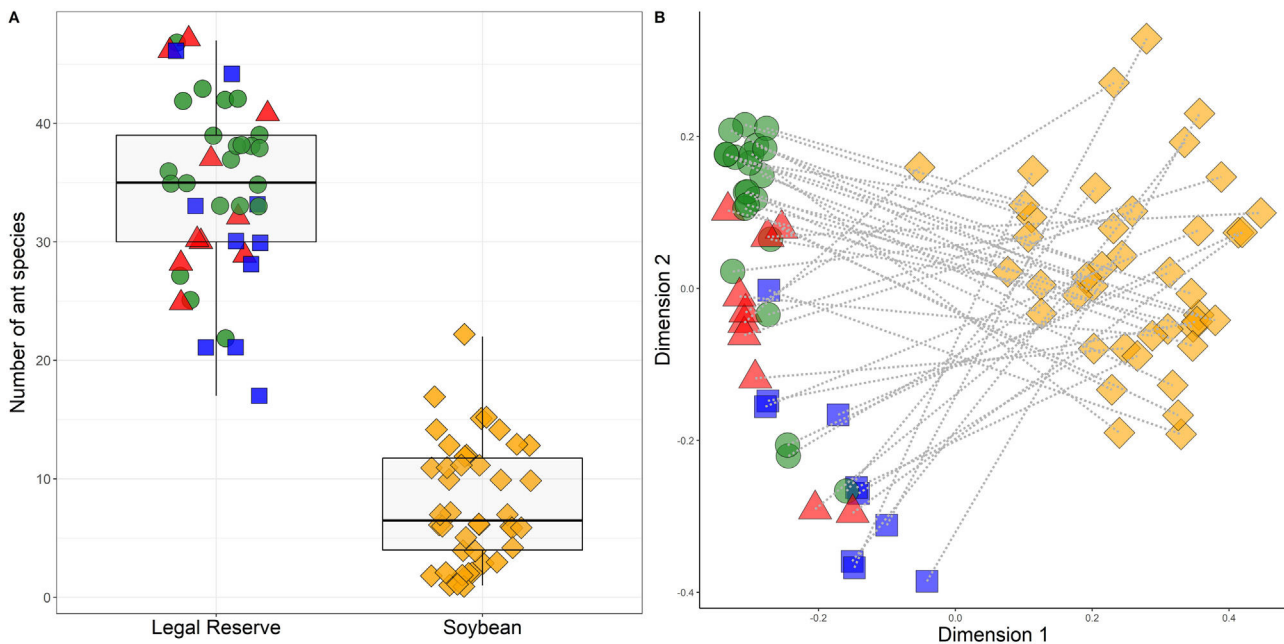 A
Number of ant species
40
30
20
10
0
Legal Reserve
Soybean
B
Dimension 2
0.2
0.0
-0.2
-0.4
-0.2
0.0
0.2
0.4
Dimension 1